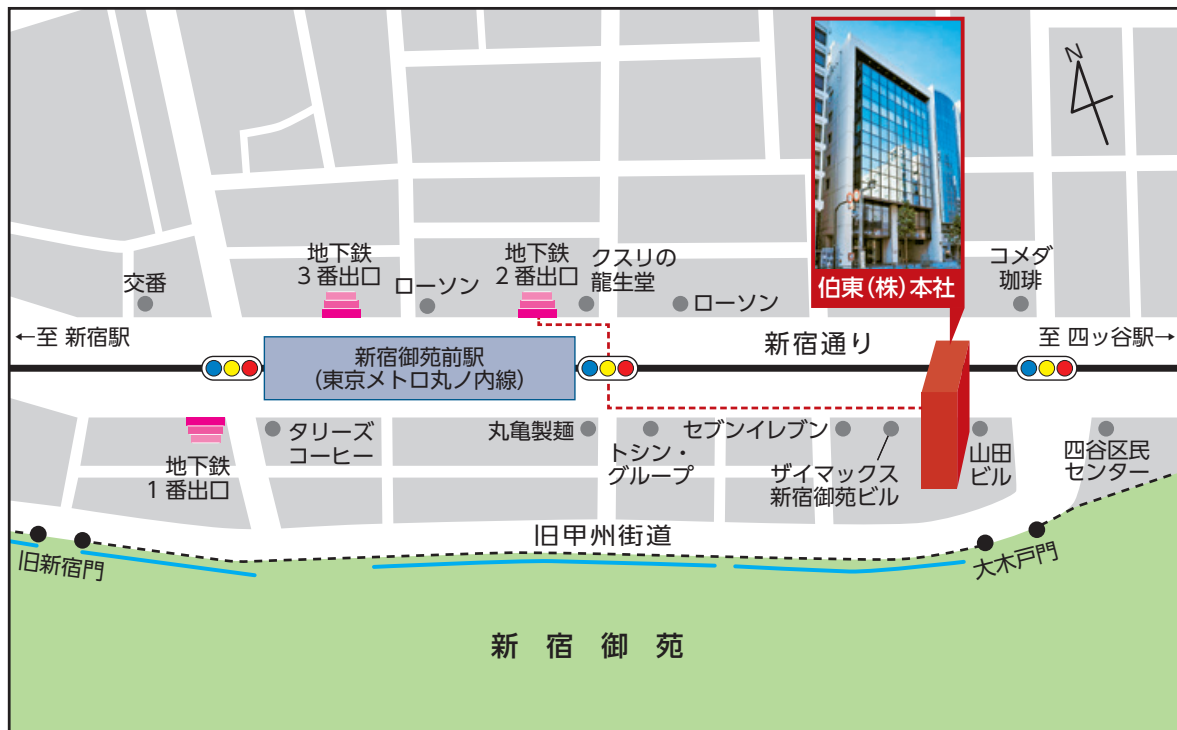 N
地下鉄
3番出口
地下鉄
2番出口
クスリの
龍生堂
コメダ
珈琲
交番
ローソン
ローソン
伯東(株)本社
←至 新宿駅
新宿通り
至 四ッ谷駅→
新宿御苑前駅
(東京メトロ丸ノ内線)
タリーズ
コーヒー
丸亀製麺
トシン・
グループ
セブンイレブン
ザイマックス
新宿御苑ビル
山田
ビル
四谷区民
センター
地下鉄
1番出口
旧甲州街道
旧新宿門
大木戸門
新宿御苑